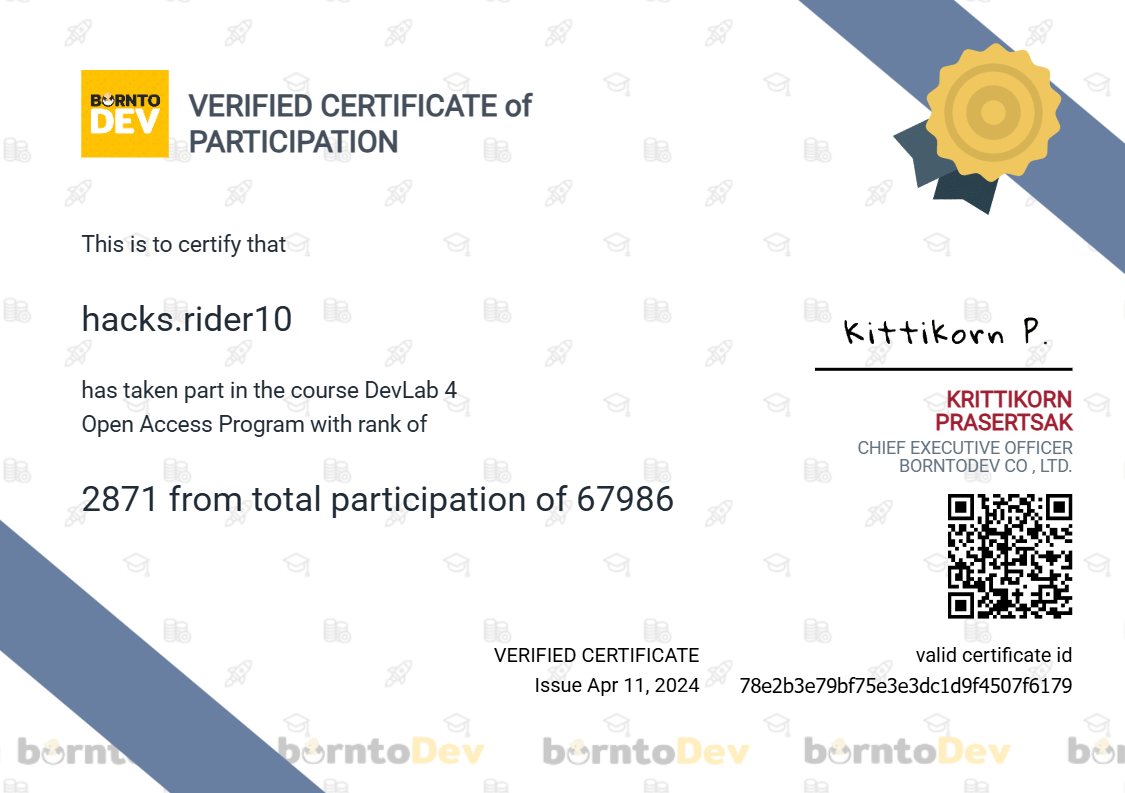 BORNTO
DEV
VERIFIED CERTIFICATE of
PARTICIPATION
This is to certify that
hacks.rider10
has taken part in the course DevLab 4
Open Access Program with rank of
2871 from total participation of 67986
Kittikorn P.
KRITTIKORN
PRASERTSAK
CHIEF EXECUTIVE OFFICER
BORNTODEV CO , LTD.
VERIFIED CERTIFICATE
Issue Apr 11, 2024
valid certificate id
78e2b3e79bf75e3e3dc1d9f4507f6179
bornt borntoDev borntoDev borntoDev bo